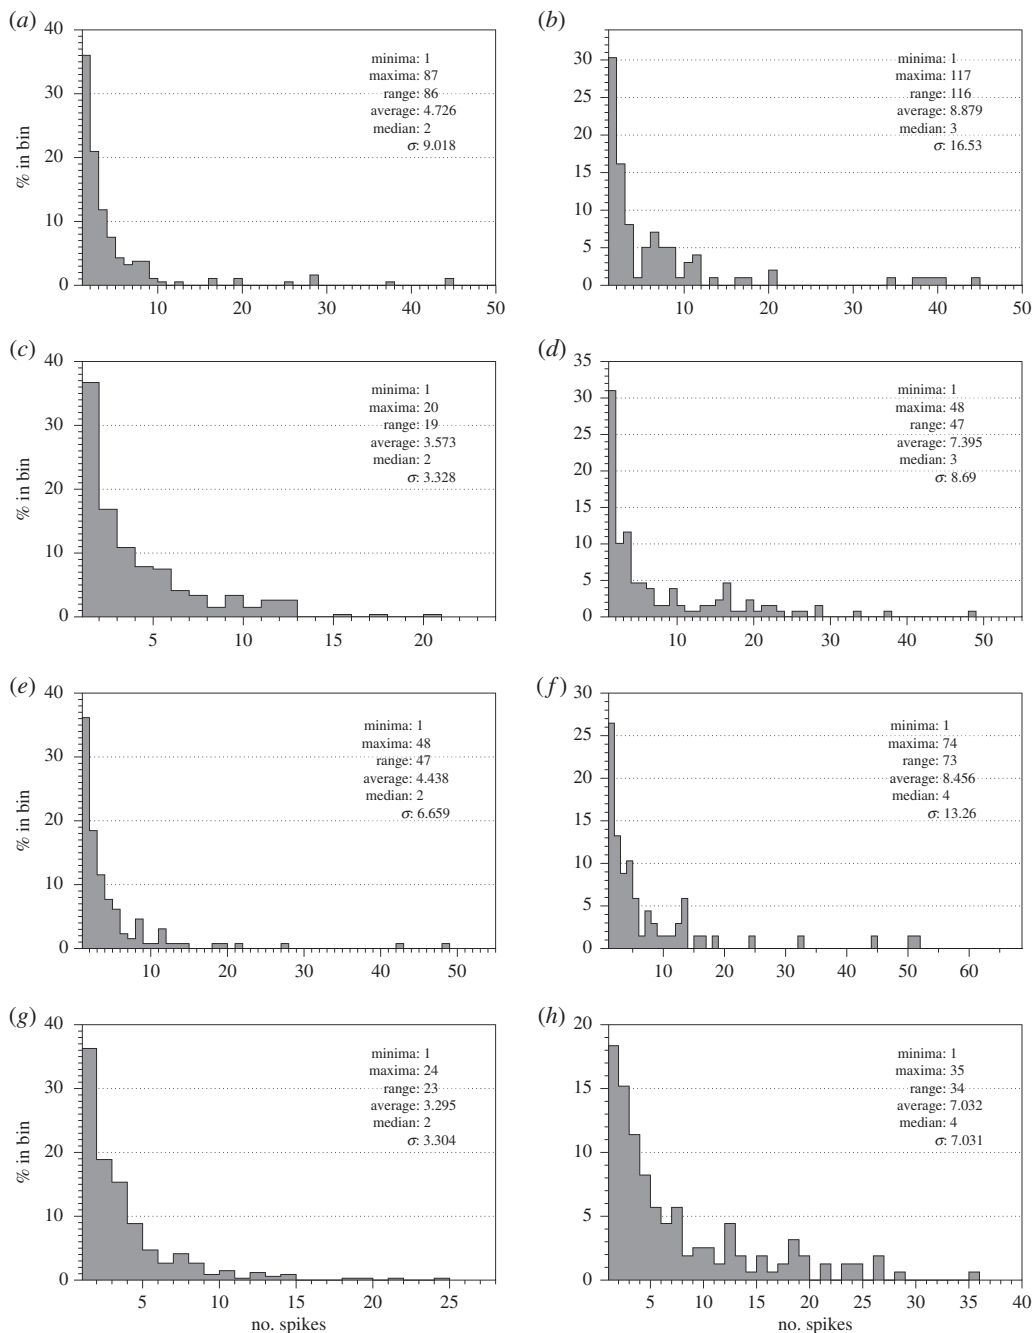 (a)
40
30
20
10
0
% in bin
minima: 1
maxima: 87
range: 86
average: 4.726
median: 2
σ: 9.018
10 20 30 40 50
(b)
30
25
20
15
10
5
0
minima: 1
maxima: 117
range: 116
average: 8.879
median: 3
σ: 16.53
10 20 30 40 50
(c)
40
30
20
10
0
% in bin
minima: 1
maxima: 20
range: 19
average: 3.573
median: 2
σ: 3.328
5 10 15 20
(d)
35
30
25
20
15
10
5
0
minima: 1
maxima: 48
range: 47
average: 7.395
median: 3
σ: 8.69
10 20 30 40 50
(e)
40
30
20
10
0
% in bin
minima: 1
maxima: 48
range: 47
average: 4.438
median: 2
σ: 6.659
10 20 30 40 50
(f)
30
25
20
15
10
5
0
minima: 1
maxima: 74
range: 73
average: 8.456
median: 4
σ: 13.26
10 20 30 40 50 60
(g)
40
30
20
10
0
% in bin
minima: 1
maxima: 24
range: 23
average: 3.295
median: 2
σ: 3.304
5 10 15 20 25
no. spikes
(h)
20
15
10
5
0
minima: 1
maxima: 35
range: 34
average: 7.032
median: 4
σ: 7.031
5 10 15 20 25 30 35 40
no. spikes